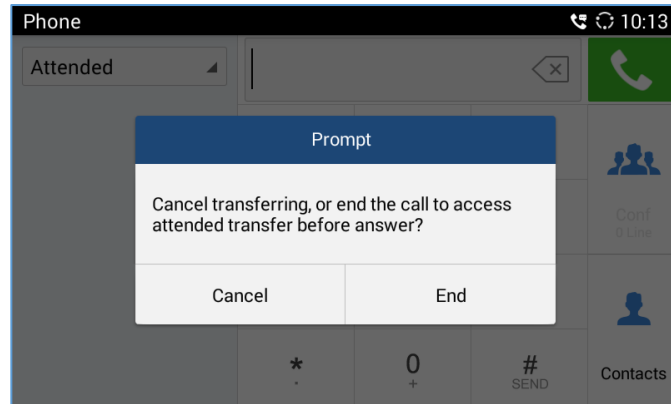 Phone
10:13
Attended
Prompt
Cancel transferring, or end the call to access
attended transfer before answer?
Cancel
End
Conf
0 Line
*
.
0
+
#
SEND
Contacts